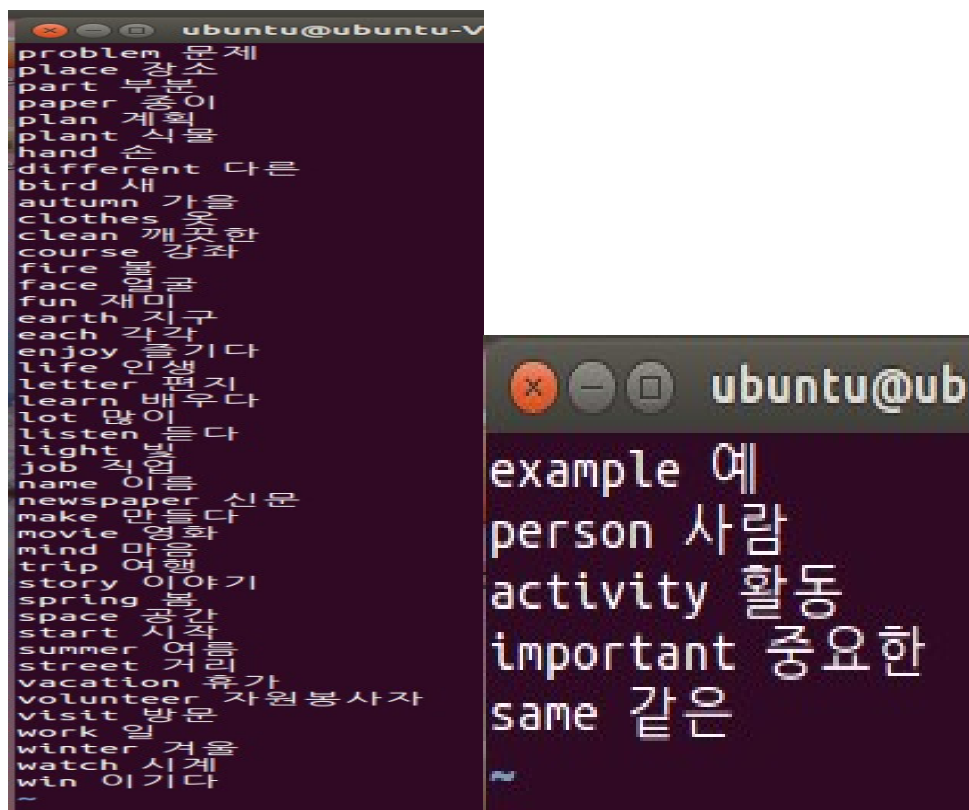 ubuntu@ubuntu-V
problem 문제
place 장소
part 부분
paper 종이
plan 계획
plant 식물
hand 손
different 다른
bird 새
autumn 가을
clothes 옷
clean 깨끗한
course 강좌
fire 불
face 얼굴
fun 재미
earth 지구
each 각각
enjoy 즐기다
life 인생
letter 편지
learn 배우다
lot 많이
listen 듣다
light 빛
job 직업
name 이름
newspaper 신문
make 만들다
movie 영화
mind 마음
trip 여행
story 이야기
spring 봄
space 공간
start 시작
summer 여름
street 거리
vacation 휴가
volunteer 자원봉사자
visit 방문
work 일
winter 겨울
watch 시계
win 이기다
~
ubuntu@ub
example 예
person 사람
activity 활동
important 중요한
same 같은
~